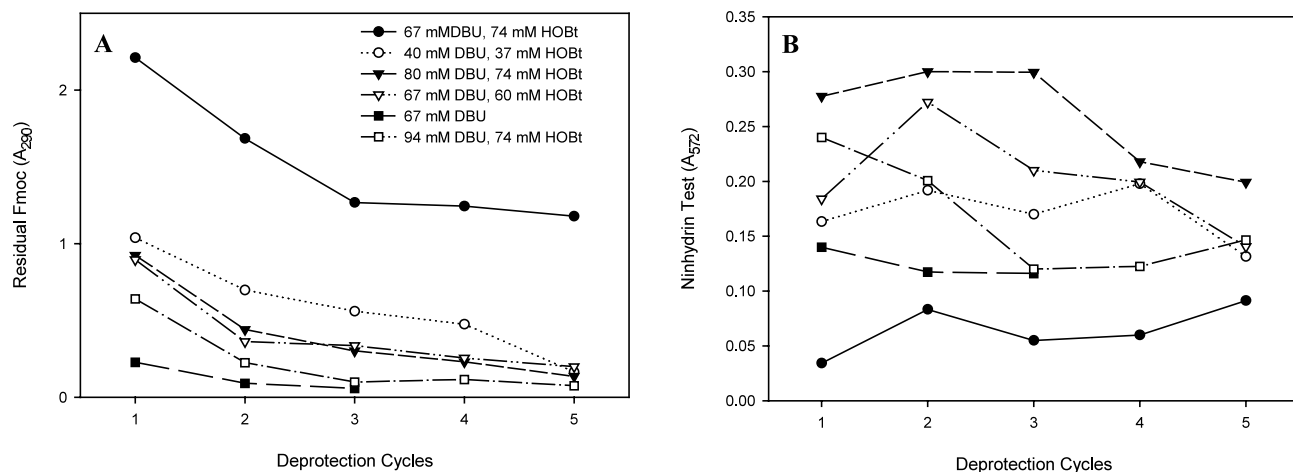 A
67 mMDBU, 74 mM HOBt
40 mM DBU, 37 mM HOBt
80 mM DBU, 74 mM HOBt
67 mM DBU, 60 mM HOBt
67 mM DBU
94 mM DBU, 74 mM HOBt
Residual Fmoc (A290)
2
1
0
1 2 3 4 5
Deprotection Cycles
B
Ninhydrin Test (A572)
0.35
0.30
0.25
0.20
0.15
0.10
0.05
0.00
1 2 3 4 5
Deprotection Cycles